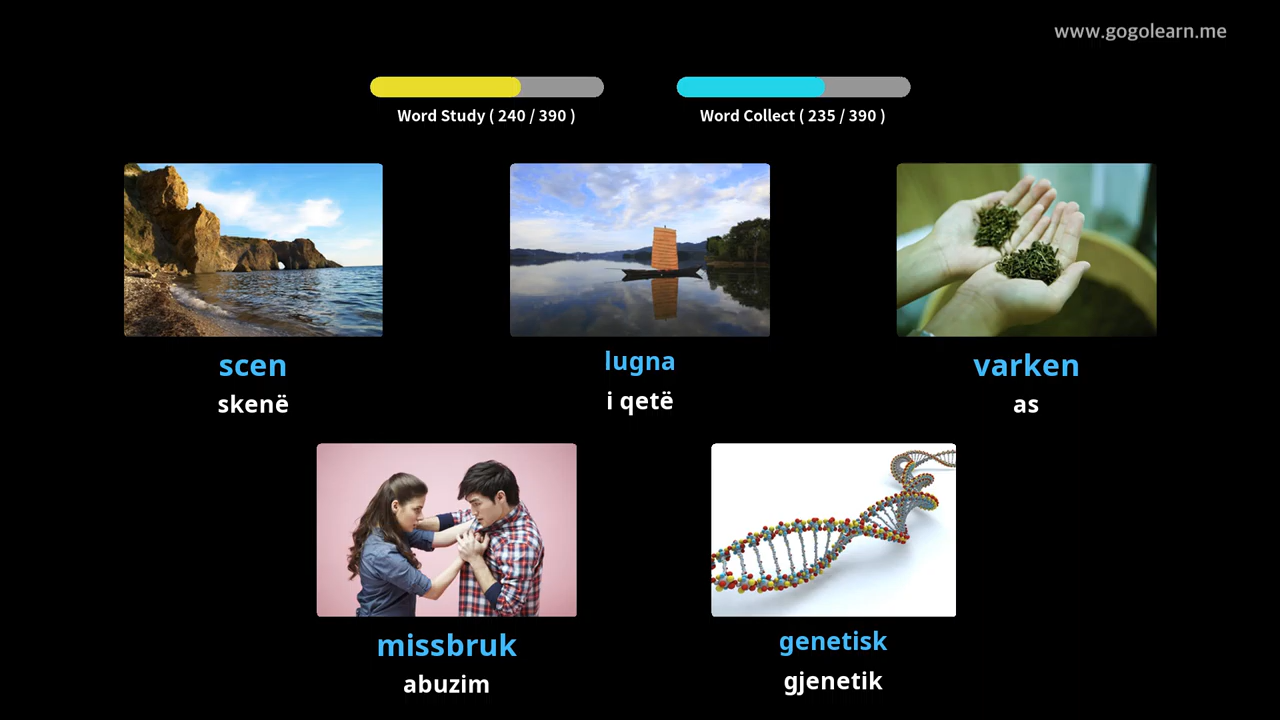 www.gogolearn.me
Word Study ( 240 / 390 )
Word Collect ( 235 / 390 )
scen
skenë
lugna
i qetë
varken
as
missbruk
abuzim
genetisk
gjenetik